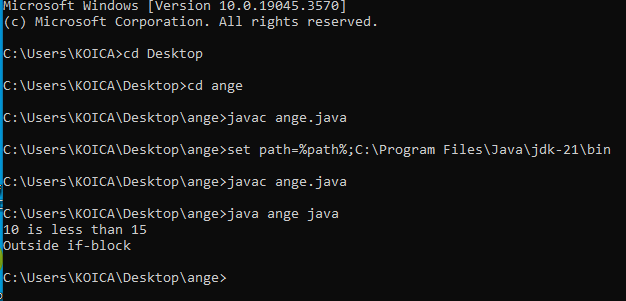 Microsoft Windows [Version 10.0.19045.3570]
(c) Microsoft Corporation. All rights reserved.
C:\Users\KOICA>cd Desktop
C:\Users\KOICA\Desktop>cd ange
C:\Users\KOICA\Desktop\ange>javac ange.java
C:\Users\KOICA\Desktop\ange>set path=%path%;C:\Program Files\Java\jdk-21\bin
C:\Users\KOICA\Desktop\ange>javac ange.java
C:\Users\KOICA\Desktop\ange>java ange java
10 is less than 15
Outside if-block
C:\Users\KOICA\Desktop\ange>